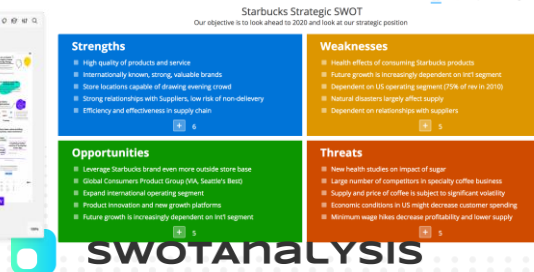 Starbucks Strategic SWOT
Our objective is to look ahead to 2020 and look at our strategic position
Strengths
High quality of products and service
Internationally known, strong, valuable brands
Store locations capable of drawing evening crowd
Strong relationships with Suppliers, low risk of non-delievery
Efficiency and effectiveness in supply chain
+ 6
Weaknesses
Health effects of consuming Starbucks products
Future growth is increasingly dependent on Int'l segment
Dependent on US operating segment (75% of rev in 2010)
Natural disasters largely affect supply
Dependent on relationships with suppliers
+ 5
Opportunities
Leverage Starbucks brand even more outside store base
Global Consumers Product Group (VIA, Seattle's Best)
Expand international operating segment
Product innovation and new growth platforms
Future growth is increasingly dependent on Int'l segment
+ 5
Threats
New health studies on impact of sugar
Large number of competitors in specialty coffee business
Supply and price of coffee is subject to significant volatility
Economic conditions in US might decrease customer spending
Minimum wage hikes decrease profitability and lower supply
+ 5
SWOTAnaLYSIS